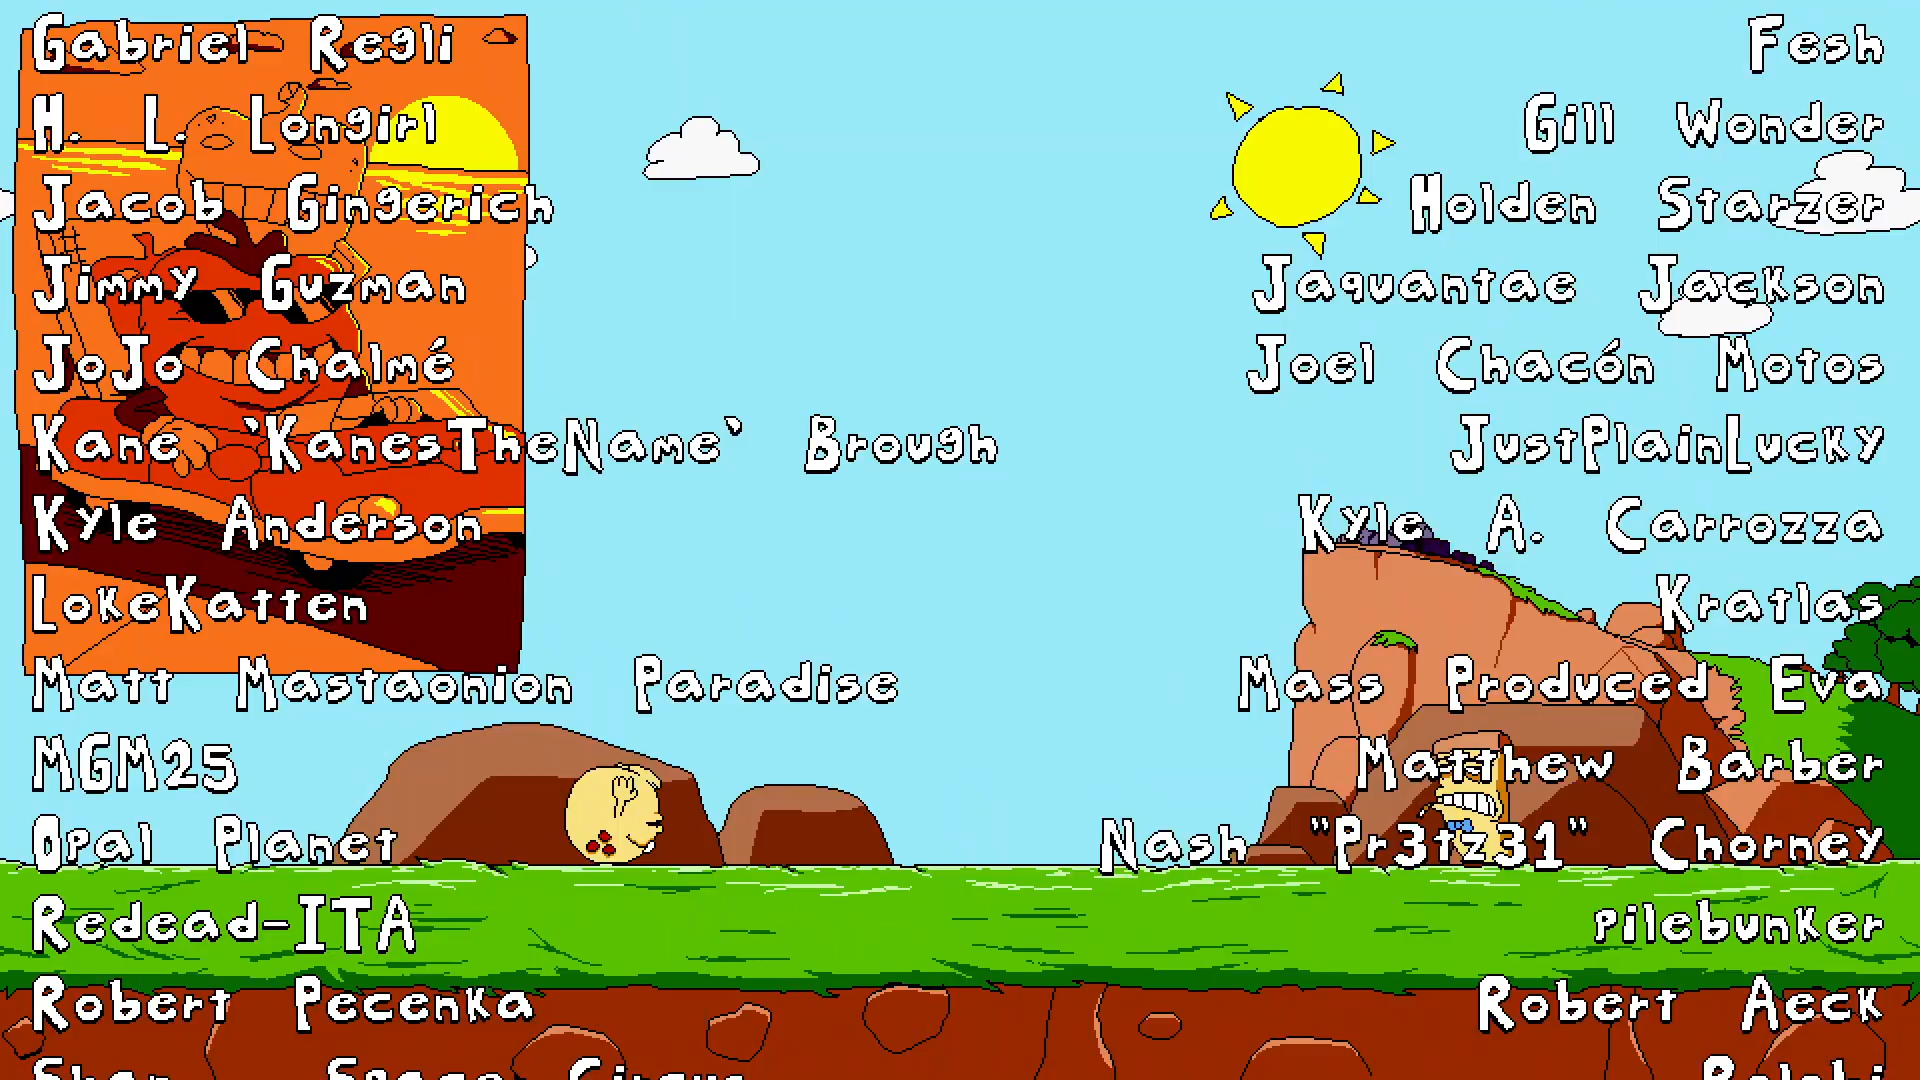 Gabriel Regli
Fesh
H. L. Longirl
Gill Wonder
Jacob Gingerich
Holden Starzer
Jimmy Guzman
Jaquantae Jackson
JoJo Chalmé
Joel Chacón Motos
Kane 'KanesTheName' Brough
JustPlainLucky
Kyle Anderson
Kyle A. Carrozza
LokeKatten
Kratlas
Matt Mastaonion Paradise
Mass Produced Eva
MGM25
Matthew Barber
Opal Planet
Nash "Pr3tz31" Chorney
Redead-ITA
pilebunker
Robert Pecenka
Robert Aeck
Space Circus